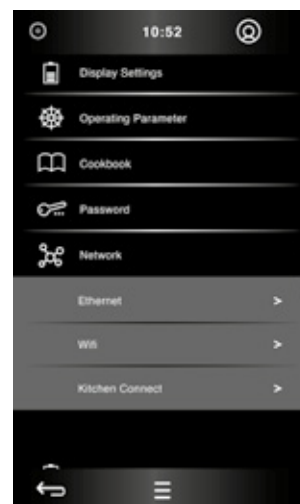 10:52
Display Settings
Operating Parameter
Cookbook
Password
Network
Ethernet >
Wifi >
Kitchen Connect >